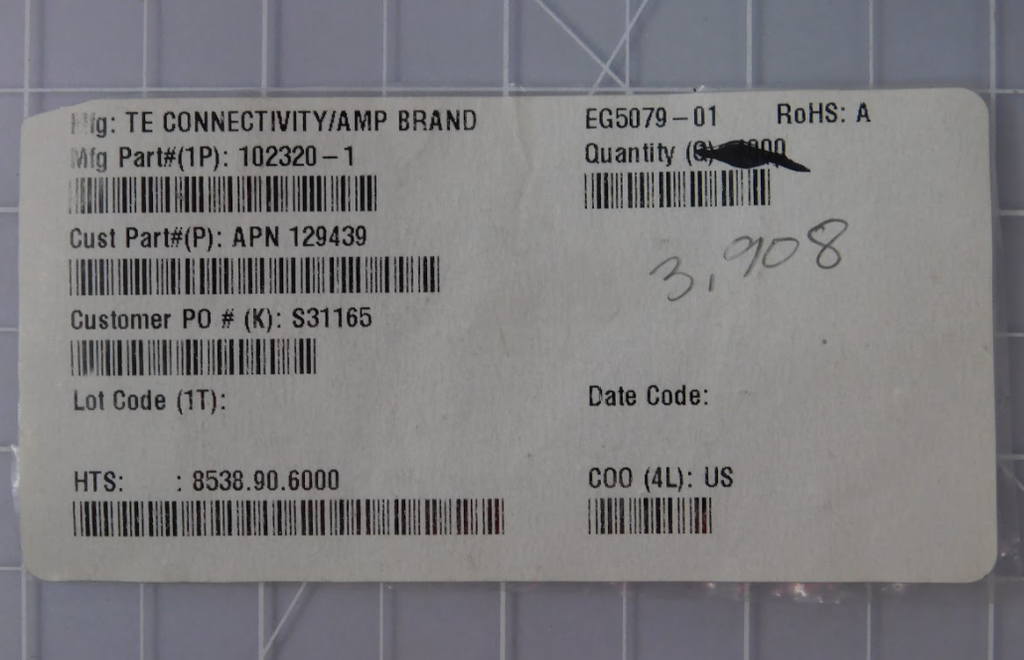 Mfg: TE CONNECTIVITY/AMP BRAND
EG5079-01 RoHS: A
Mfg Part#(1P): 102320-1
Quantity (Q)
Cust Part#(P): APN 129439
3,908
Customer PO # (K): S31165
Lot Code (1T):
Date Code:
HTS: : 8538.90.6000
COO (4L): US